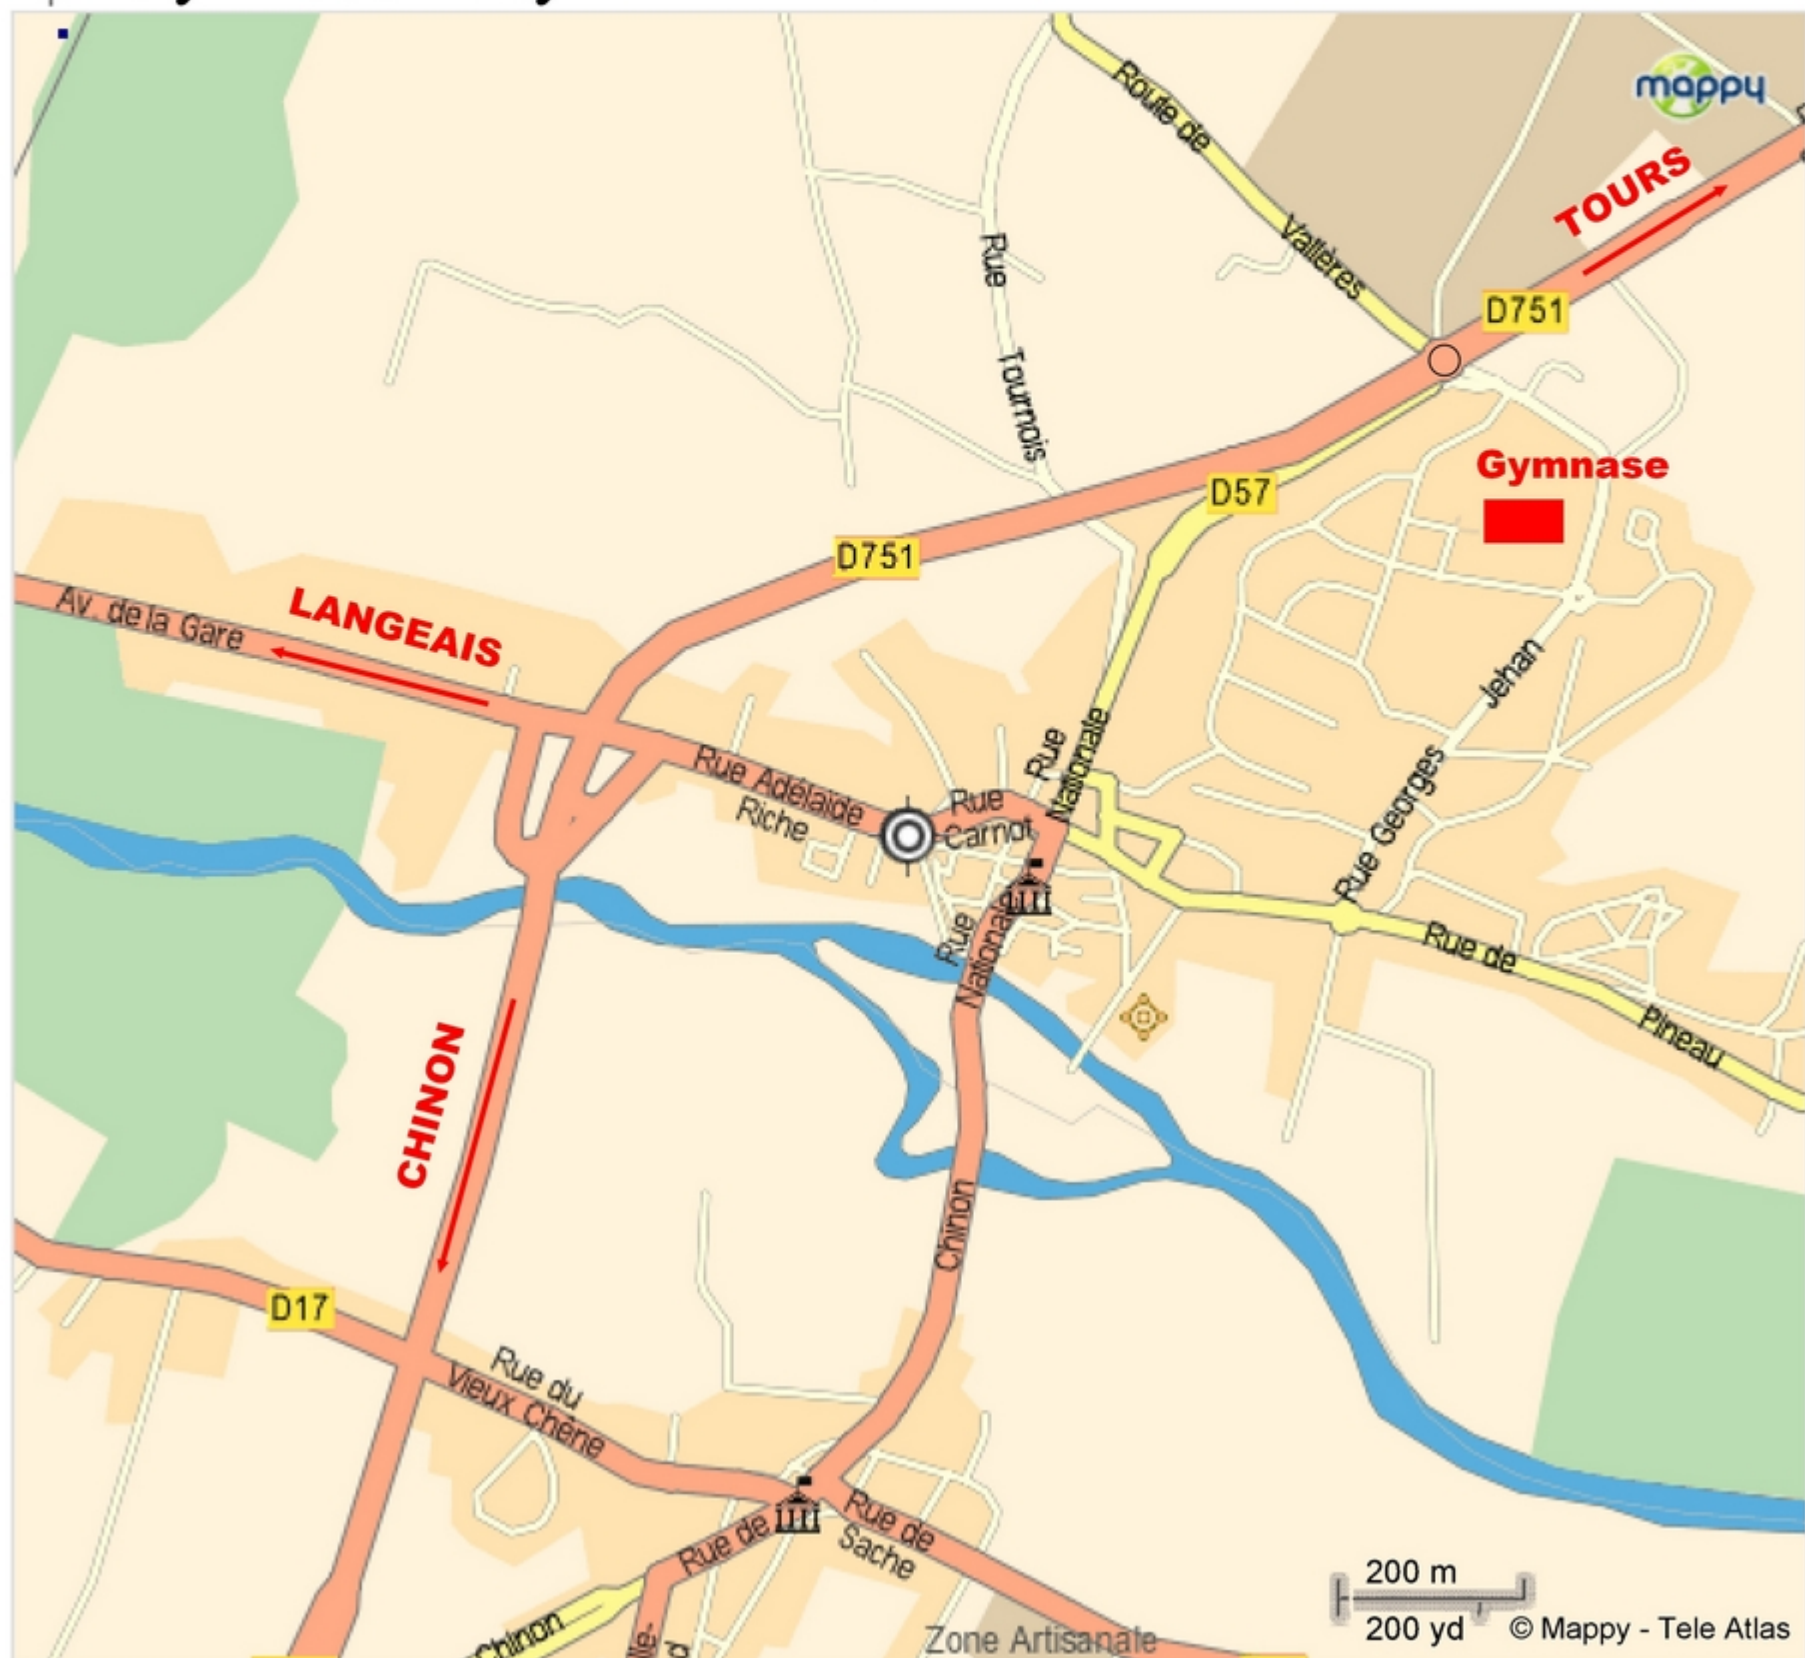 mappy
Route de
Vallères
TOURS
D751
Rue
Tournois
Gymnase
D57
D751
Av. de la Gare
LANGEAIS
Jehan
Rue Georges
Rue
Nationale
Rue Adélaïde
Riche
Rue
Carnot
Rue
Nationale
Rue de
Pineau
CHINON
Chinon
D17
Rue du
Vieux Chêne
Rue de
Rue de
Sache
Chinon
Zone Artisanale
200 m
200 yd
© Mappy - Tele Atlas